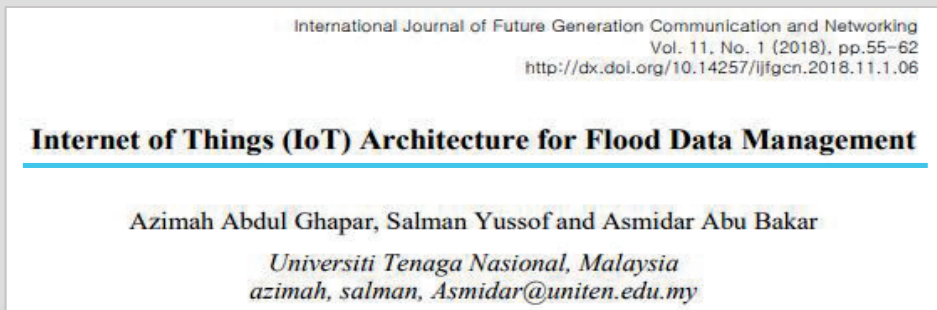 International Journal of Future Generation Communication and Networking
Vol. 11, No. 1 (2018), pp.55-62
http://dx.doi.org/10.14257/ijfgcn.2018.11.1.06
Internet of Things (IoT) Architecture for Flood Data Management
Azimah Abdul Ghapar, Salman Yussof and Asmidar Abu Bakar
Universiti Tenaga Nasional, Malaysia
azimah, salman, Asmidar@uniten.edu.my